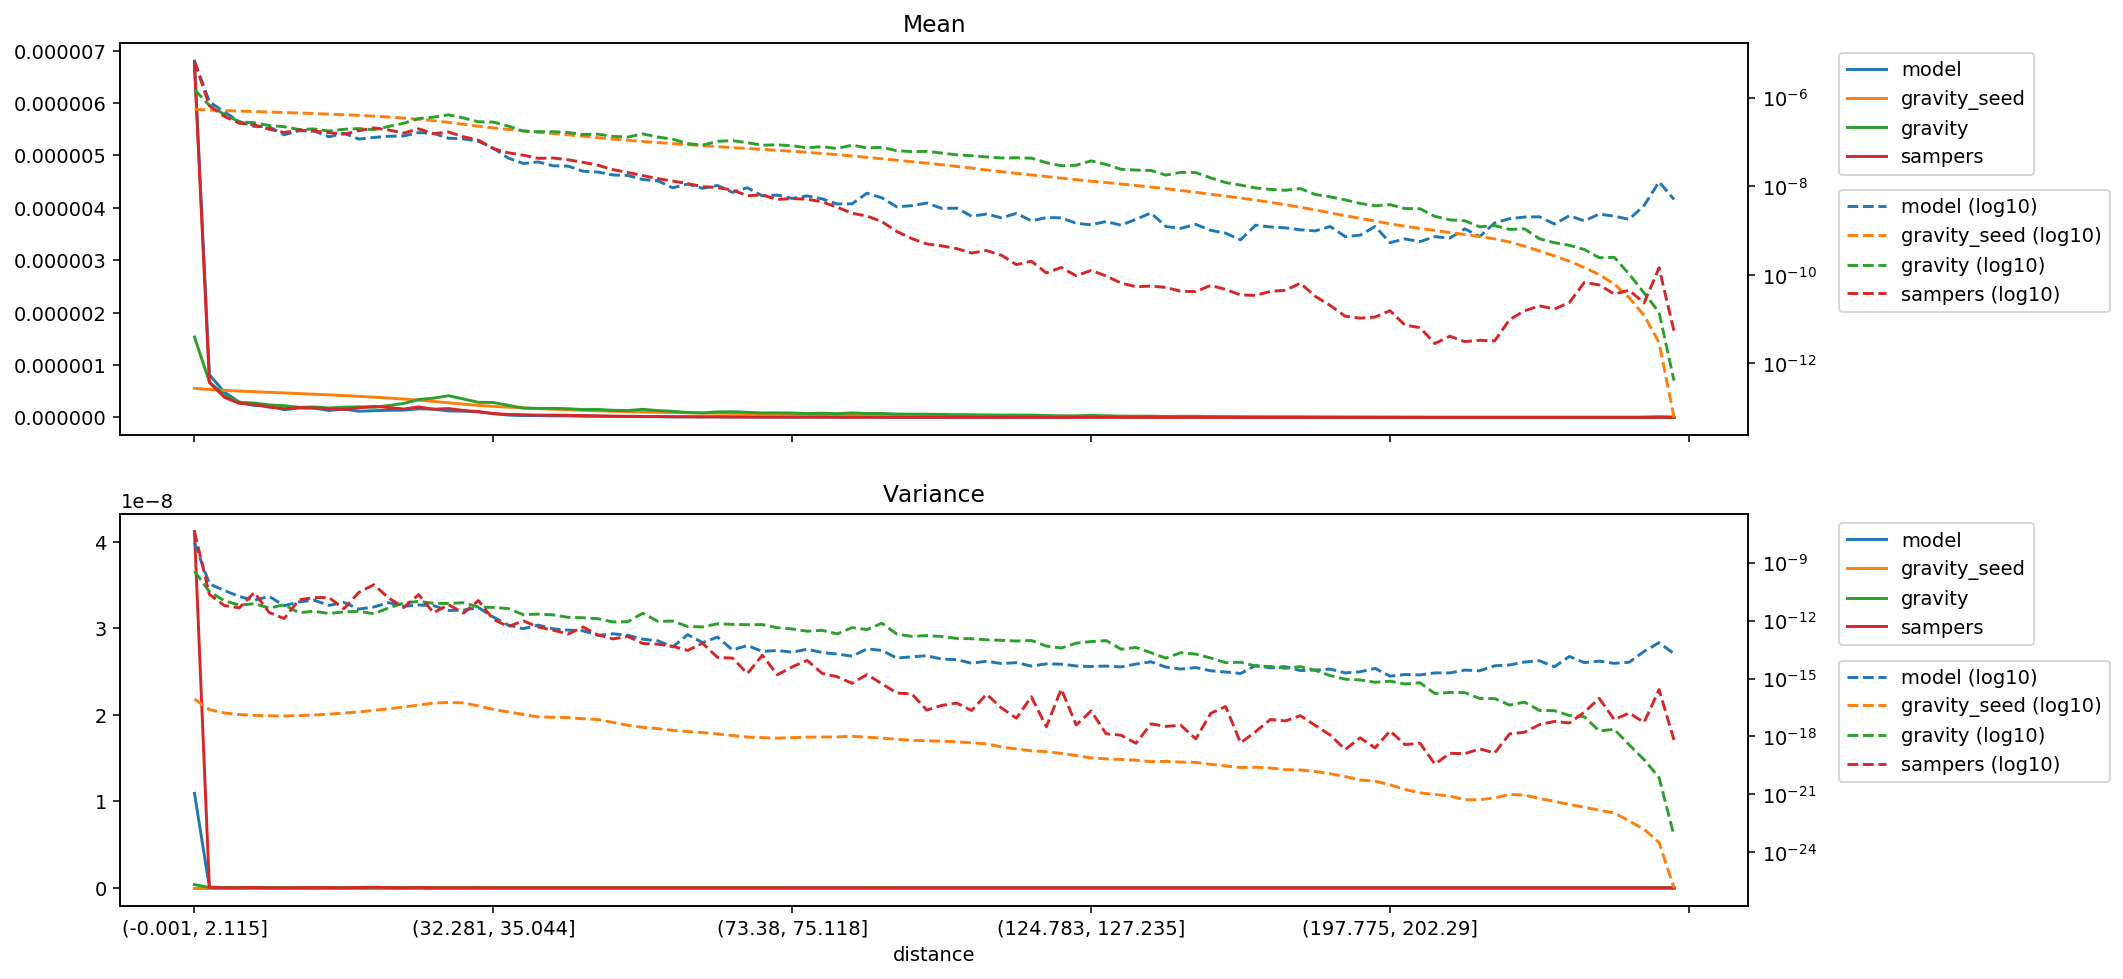 Mean
0.000007
0.000006
0.000005
0.000004
0.000003
0.000002
0.000001
0.000000
10⁻⁶
10⁻⁸
10⁻¹⁰
10⁻¹²
model
gravity_seed
gravity
sampers
model (log10)
gravity_seed (log10)
gravity (log10)
sampers (log10)
Variance
1e−8
4
3
2
1
0
10⁻⁹
10⁻¹²
10⁻¹⁵
10⁻¹⁸
10⁻²¹
10⁻²⁴
model
gravity_seed
gravity
sampers
model (log10)
gravity_seed (log10)
gravity (log10)
sampers (log10)
(-0.001, 2.115] (32.281, 35.044] (73.38, 75.118] (124.783, 127.235] (197.775, 202.29]
distance